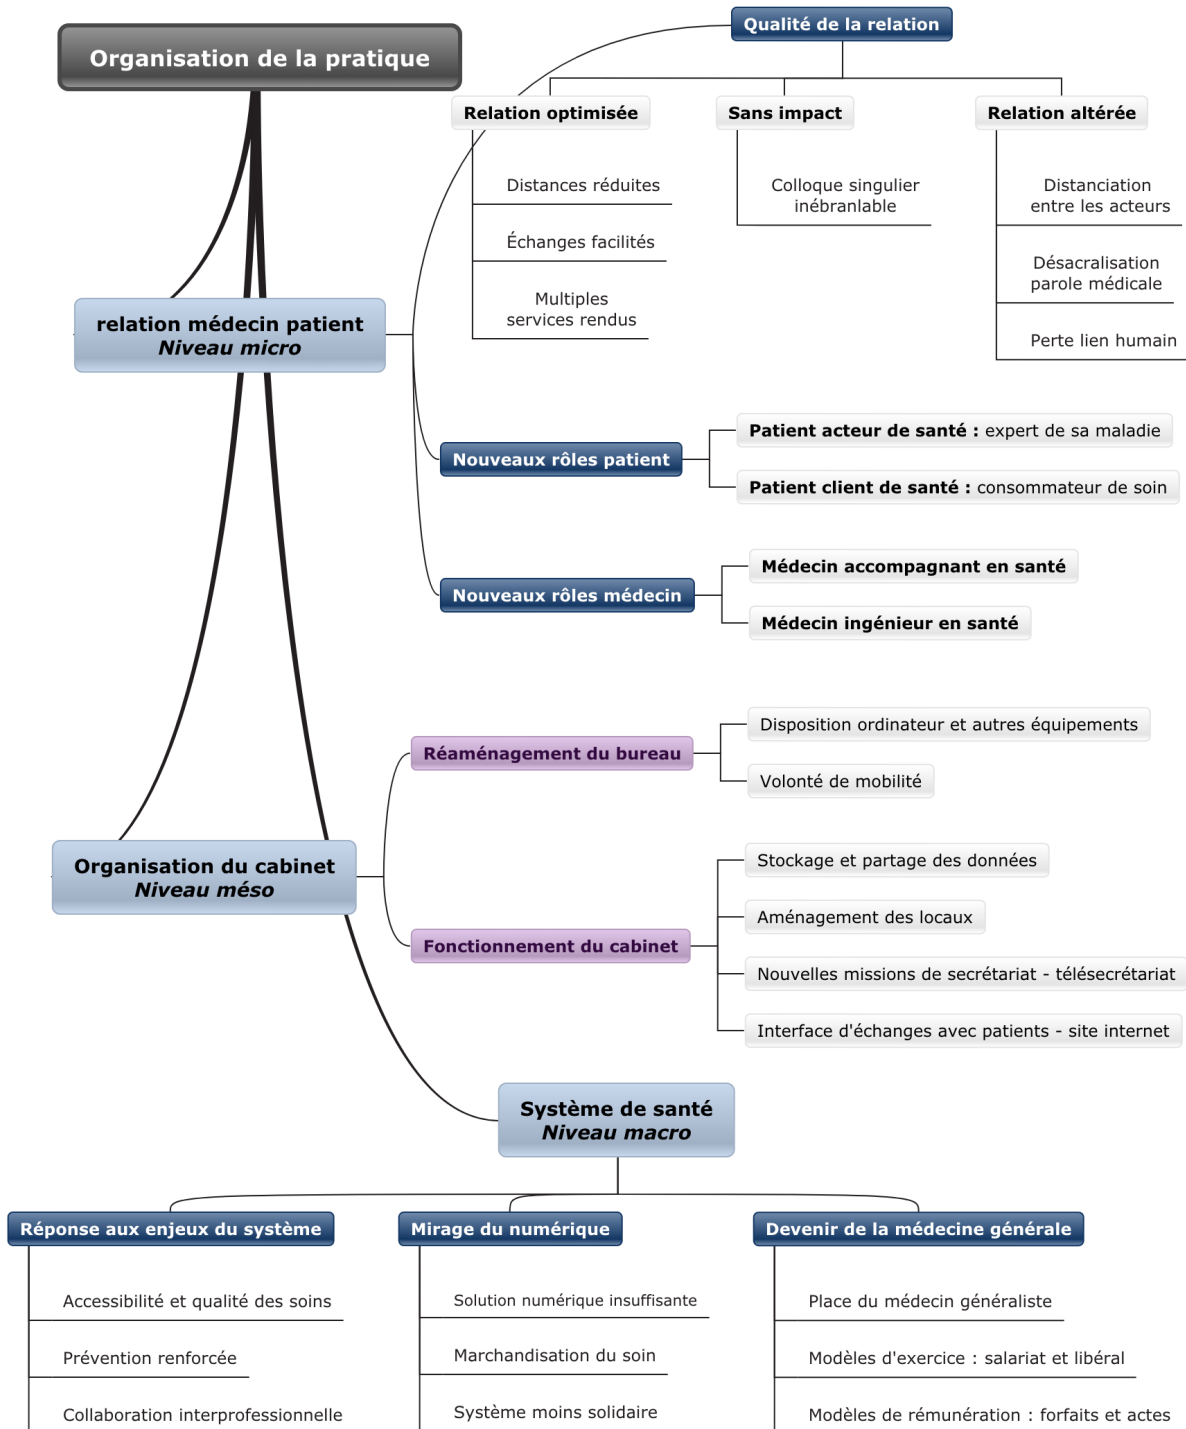 Organisation de la pratique
Qualité de la relation
Relation optimisée
Distances réduites
Échanges facilités
Multiples
services rendus
Sans impact
Colloque singulier
inébranlable
Relation altérée
Distanciation
entre les acteurs
Désacralisation
parole médicale
Perte lien humain
relation médecin patient
Niveau micro
Nouveaux rôles patient
Patient acteur de santé : expert de sa maladie
Patient client de santé : consommateur de soin
Nouveaux rôles médecin
Médecin accompagnant en santé
Médecin ingénieur en santé
Organisation du cabinet
Niveau méso
Réaménagement du bureau
Disposition ordinateur et autres équipements
Volonté de mobilité
Fonctionnement du cabinet
Stockage et partage des données
Aménagement des locaux
Nouvelles missions de secrétariat - télésecrétariat
Interface d'échanges avec patients - site internet
Système de santé
Niveau macro
Réponse aux enjeux du système
Accessibilité et qualité des soins
Prévention renforcée
Collaboration interprofessionnelle
Mirage du numérique
Solution numérique insuffisante
Marchandisation du soin
Système moins solidaire
Devenir de la médecine générale
Place du médecin généraliste
Modèles d'exercice : salariat et libéral
Modèles de rémunération : forfaits et actes